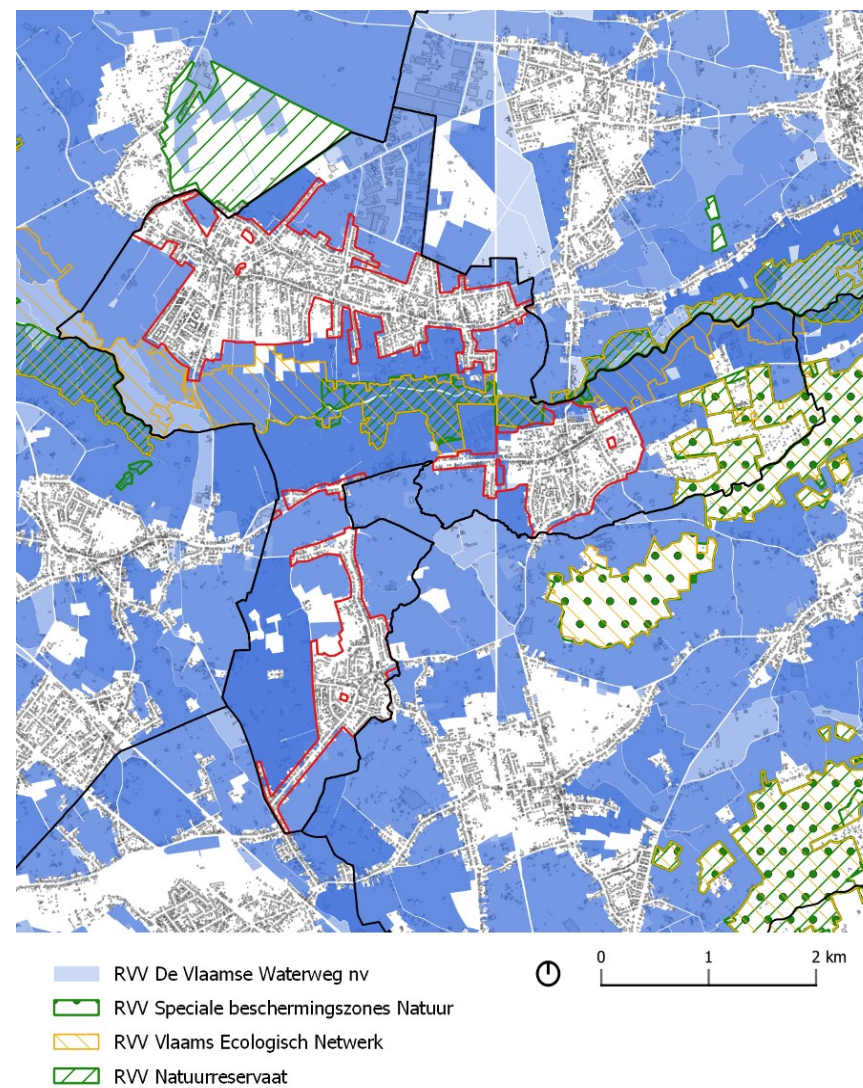 RVV De Vlaamse Waterweg nv
RVV Speciale beschermingszones Natuur
RVV Vlaams Ecologisch Netwerk
RVV Natuurreservaat
0 1 2 km